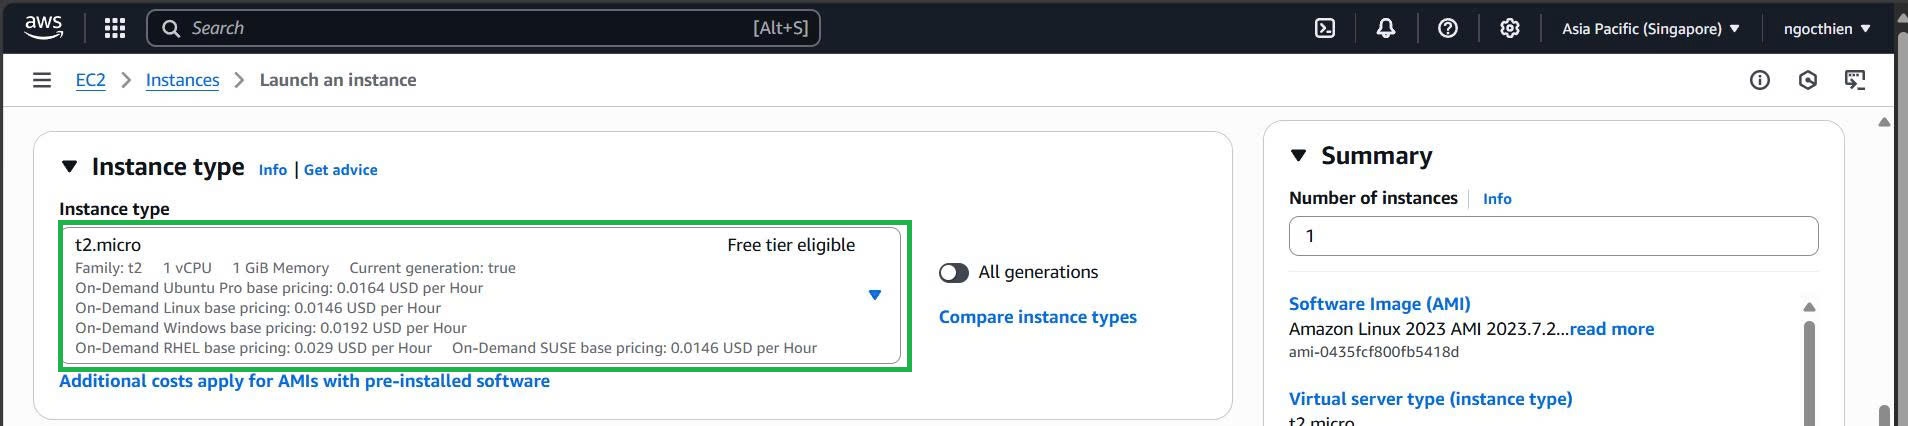 aws Search [Alt+S] Asia Pacific (Singapore) ngocthien
EC2 Instances Launch an instance
Instance type Info | Get advice
Instance type
t2.micro Free tier eligible
Family: t2 1 vCPU 1 GiB Memory Current generation: true
On-Demand Ubuntu Pro base pricing: 0.0164 USD per Hour
On-Demand Linux base pricing: 0.0146 USD per Hour
On-Demand Windows base pricing: 0.0192 USD per Hour
On-Demand RHEL base pricing: 0.029 USD per Hour On-Demand SUSE base pricing: 0.0146 USD per Hour
Additional costs apply for AMIs with pre-installed software
All generations
Compare instance types
Summary
Number of instances Info
1
Software Image (AMI)
Amazon Linux 2023 AMI 2023.7.2...read more
ami-0435fcf800fb5418d
Virtual server type (instance type)
t2.micro